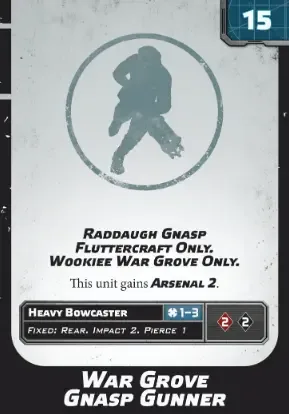 15
Raddaugh Gnasp
Fluttercraft Only.
Wookiee War Grove Only.
This unit gains Arsenal 2.
Heavy Bowcaster 1–3
Fixed: Rear, Impact 2, Pierce 1
2 2
War Grove
Gnasp Gunner